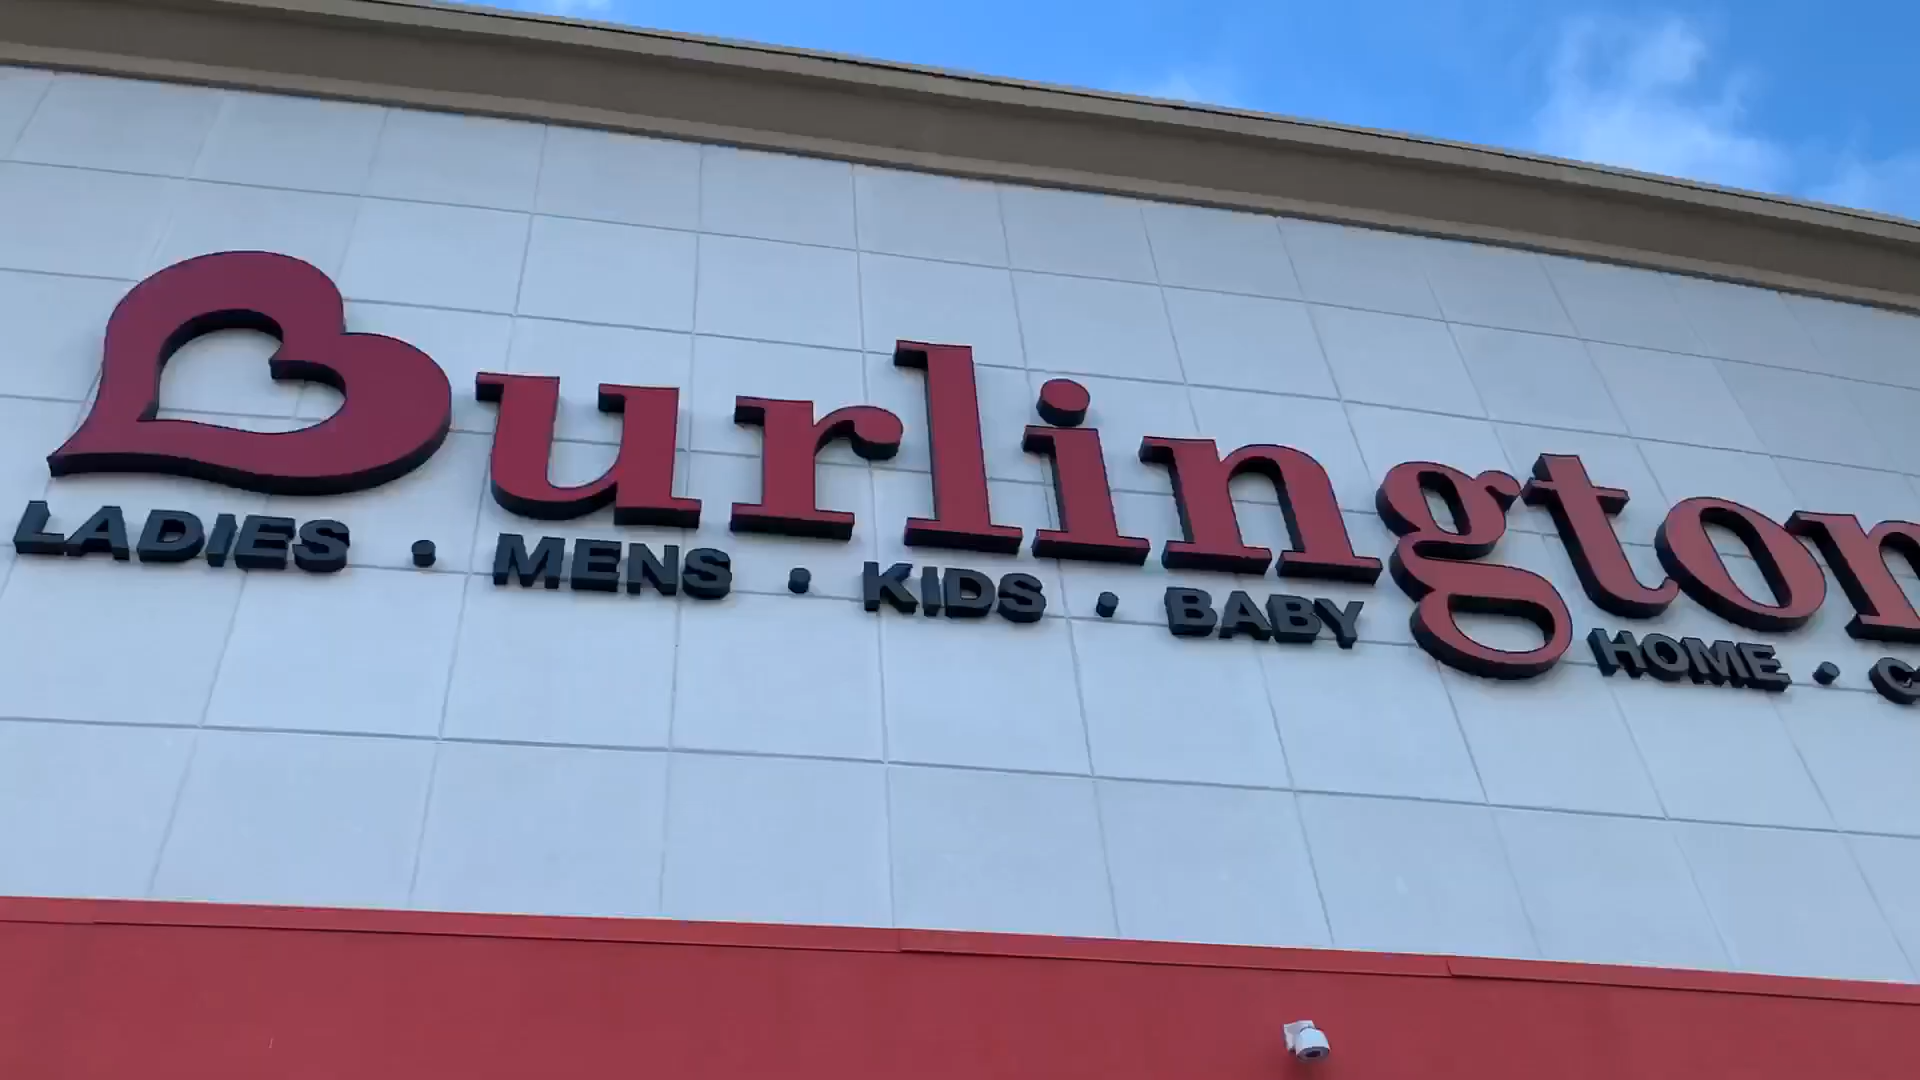 Burlington
LADIES • MENS • KIDS • BABY HOME •